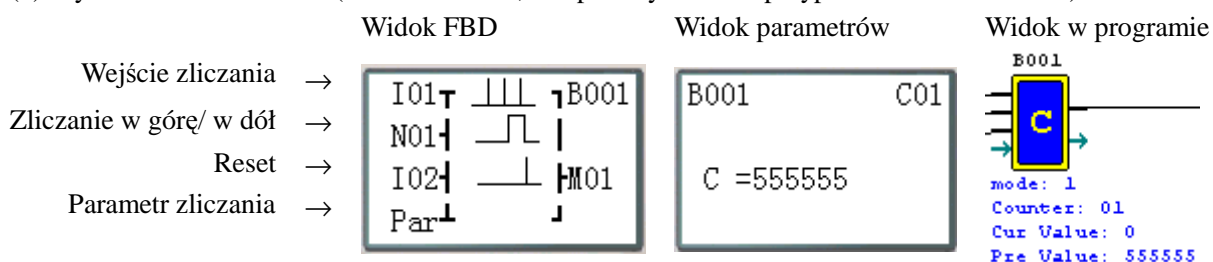 Widok FBD Widok parametrów Widok w programie
Wejście zliczania →
Zliczanie w górę/ w dół →
Reset →
Parametr zliczania →
I01 B001
N01
I02 M01
Par
B001 C01
C =555555
B001
C
mode: 1
Counter: 01
Cur Value: 0
Pre Value: 555555